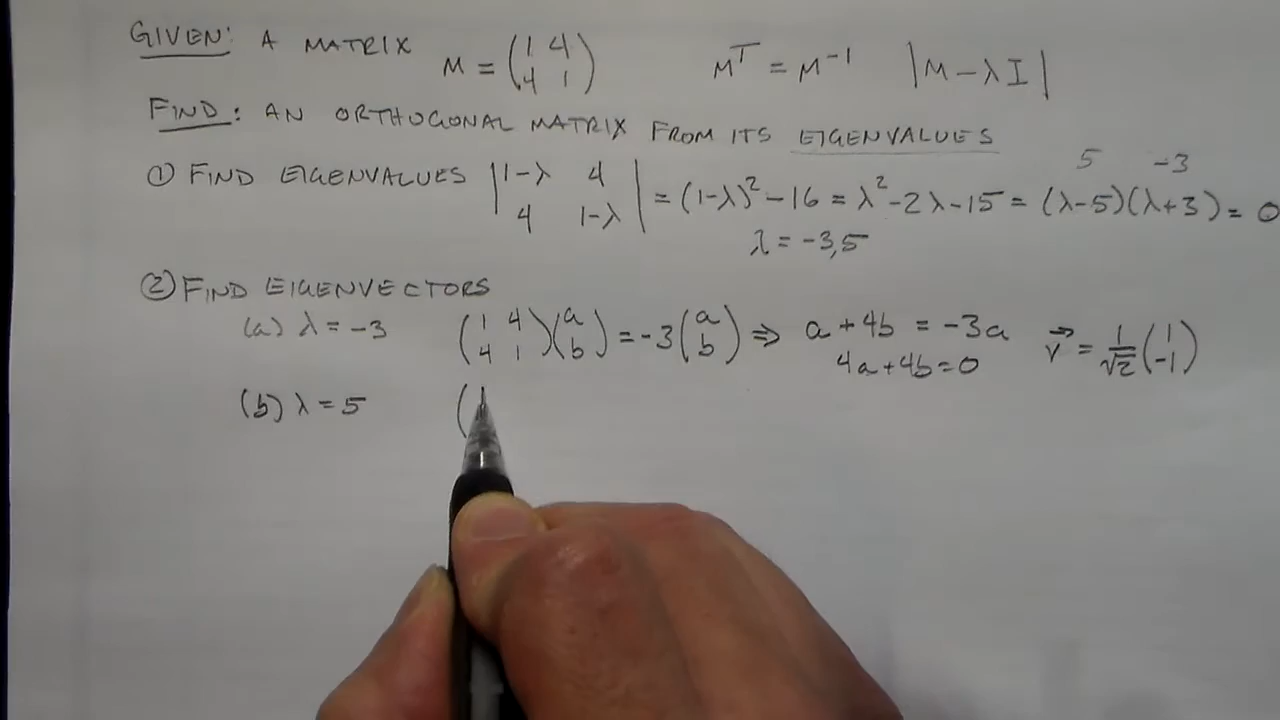 GIVEN: A MATRIX M = (1 4 / 4 1) Mᵀ = M⁻¹ |M − λI|
FIND: AN ORTHOGONAL MATRIX FROM ITS EIGENVALUES
5 −3
① FIND EIGENVALUES |1−λ 4 / 4 1−λ| = (1−λ)² − 16 = λ² − 2λ − 15 = (λ−5)(λ+3) = 0
λ = −3,5
② FIND EIGENVECTORS
(a) λ = −3 (1 4 / 4 1)(a / b) = −3(a / b) ⇒ a + 4b = −3a v⃗ = 1/√2 (1 / −1)
4a + 4b = 0
(b) λ = 5 (1